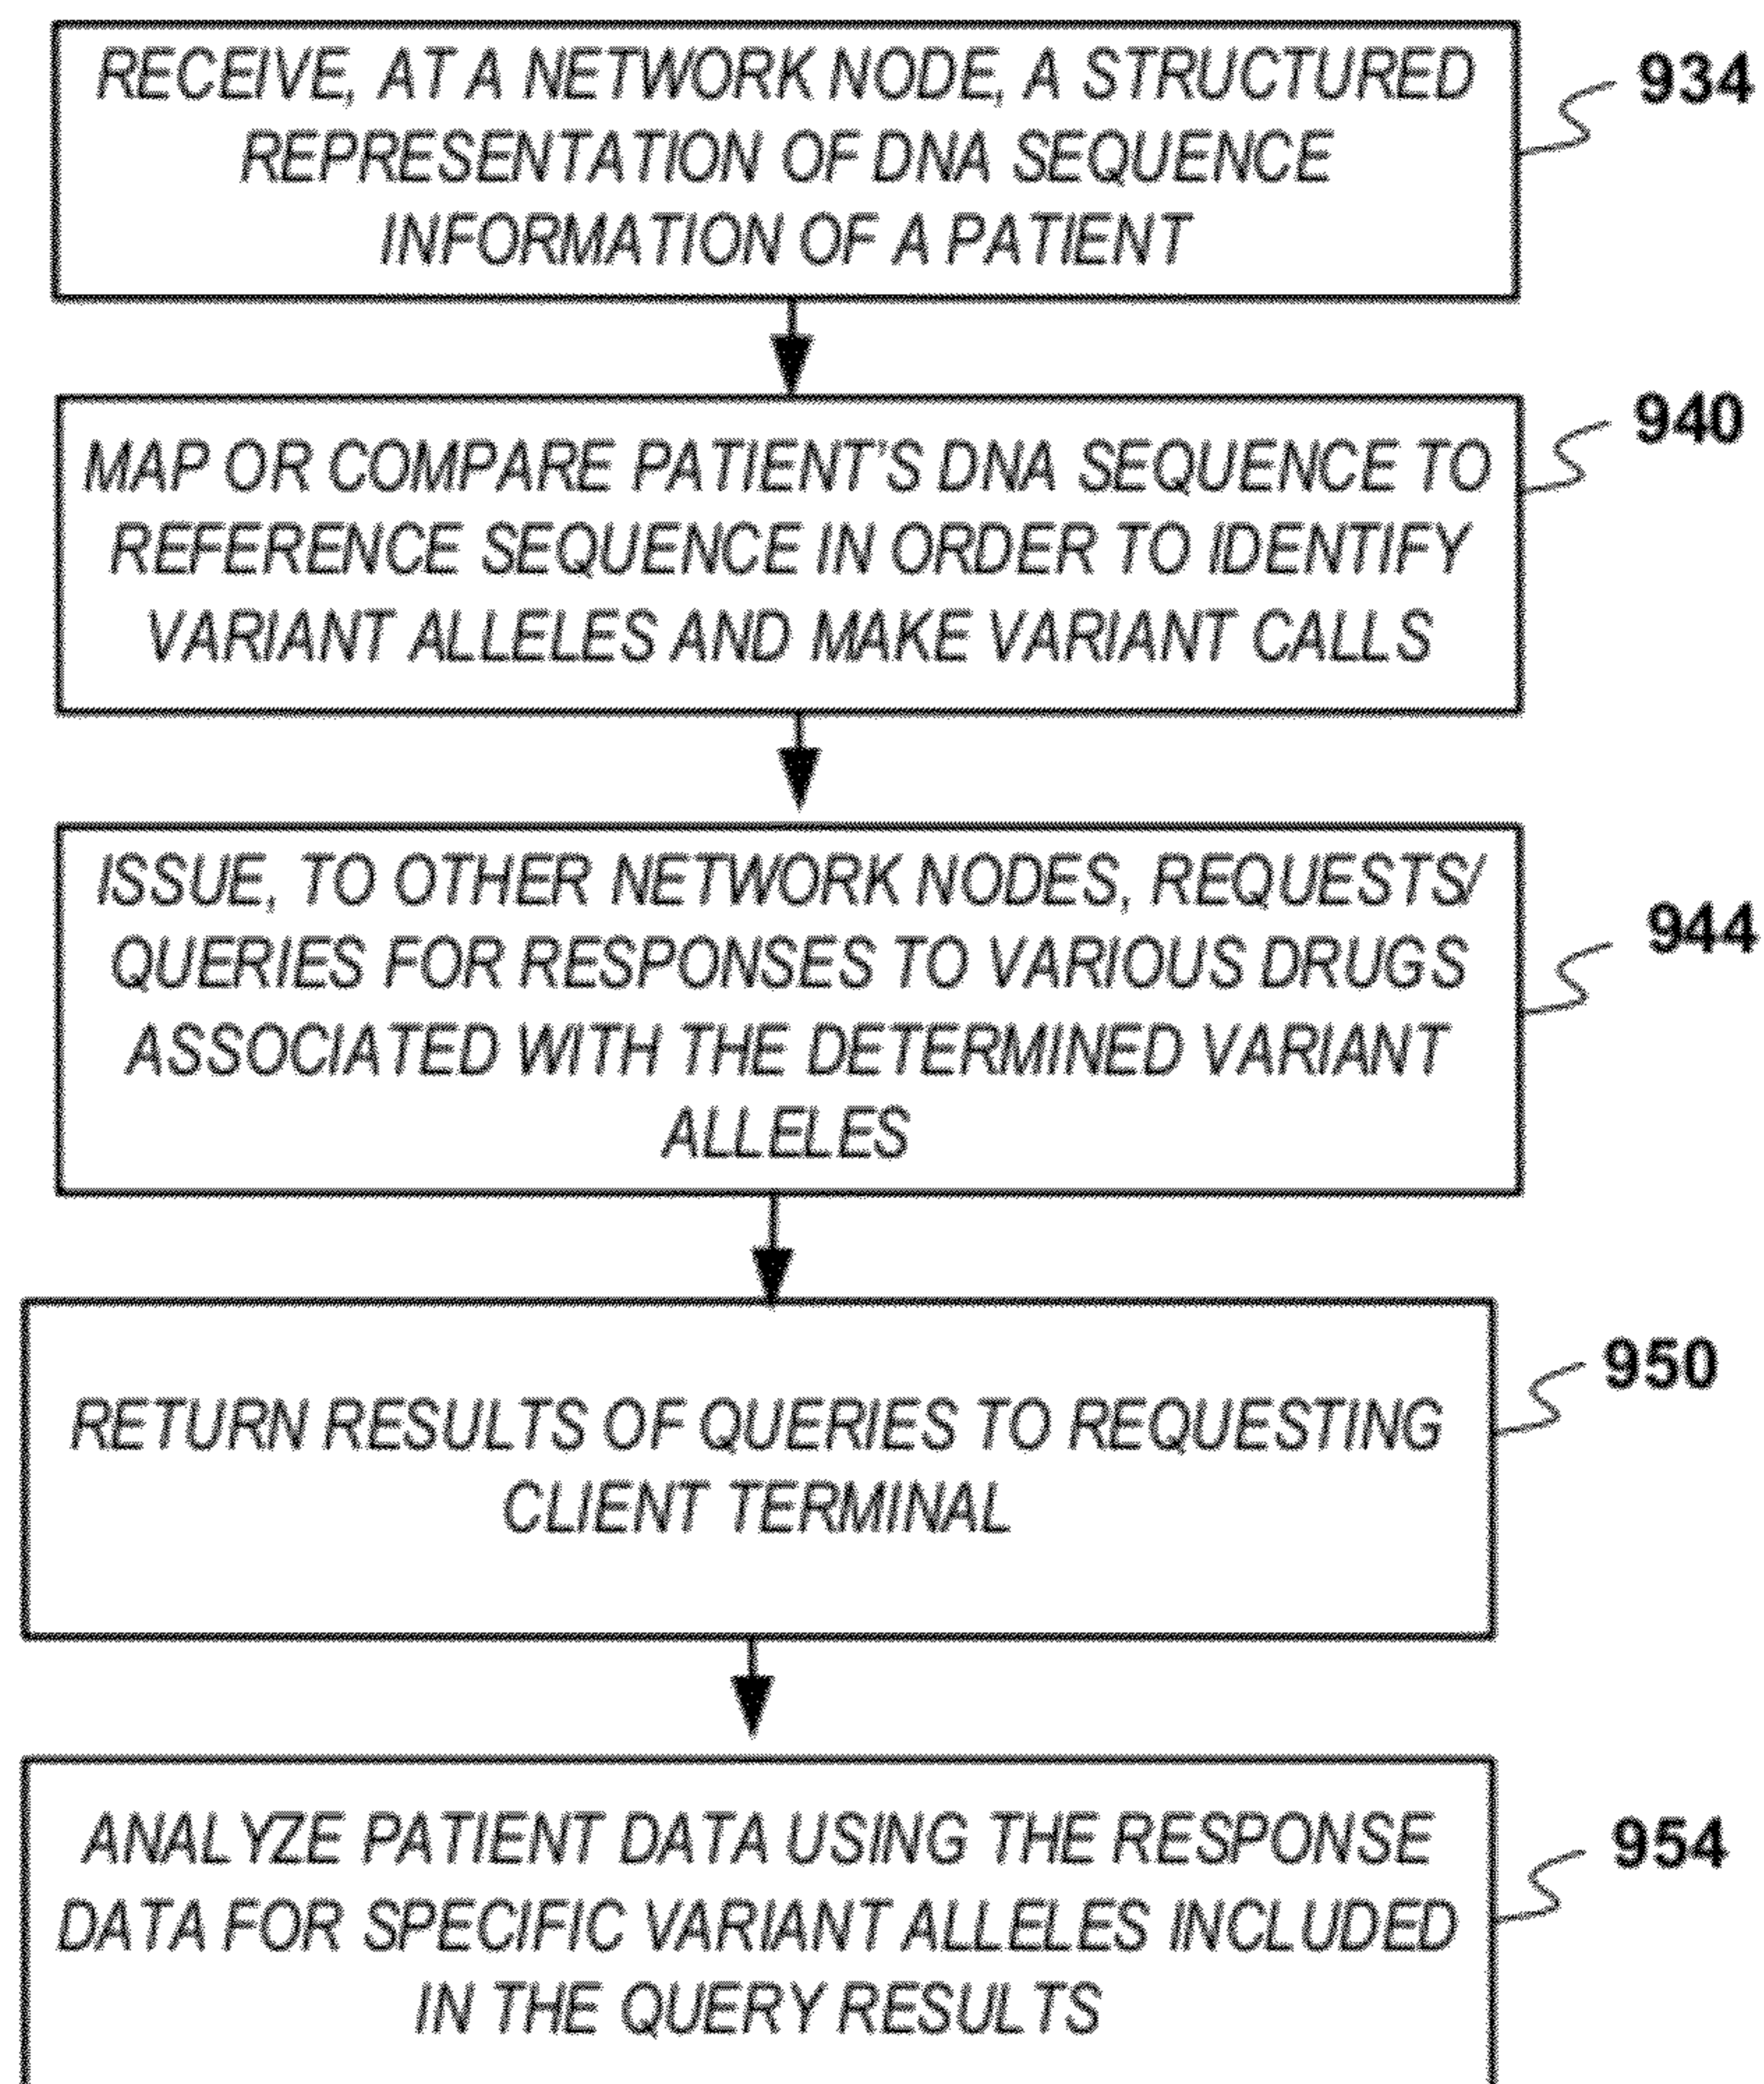 RECEIVE, AT A NETWORK NODE, A STRUCTURED
REPRESENTATION OF DNA SEQUENCE
INFORMATION OF A PATIENT
934
MAP OR COMPARE PATIENT'S DNA SEQUENCE TO
REFERENCE SEQUENCE IN ORDER TO IDENTIFY
VARIANT ALLELES AND MAKE VARIANT CALLS
940
ISSUE, TO OTHER NETWORK NODES, REQUESTS/
QUERIES FOR RESPONSES TO VARIOUS DRUGS
ASSOCIATED WITH THE DETERMINED VARIANT
ALLELES
944
RETURN RESULTS OF QUERIES TO REQUESTING
CLIENT TERMINAL
950
ANALYZE PATIENT DATA USING THE RESPONSE
DATA FOR SPECIFIC VARIANT ALLELES INCLUDED
IN THE QUERY RESULTS
954